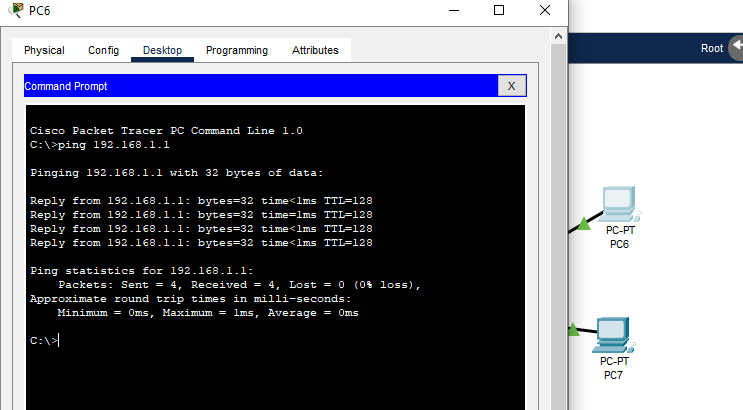 PC6
Physical Config Desktop Programming Attributes
Root
Command Prompt
X
Cisco Packet Tracer PC Command Line 1.0
C:\>ping 192.168.1.1
Pinging 192.168.1.1 with 32 bytes of data:
Reply from 192.168.1.1: bytes=32 time<1ms TTL=128
Reply from 192.168.1.1: bytes=32 time<1ms TTL=128
Reply from 192.168.1.1: bytes=32 time=1ms TTL=128
Reply from 192.168.1.1: bytes=32 time<1ms TTL=128
Ping statistics for 192.168.1.1:
Packets: Sent = 4, Received = 4, Lost = 0 (0% loss),
Approximate round trip times in milli-seconds:
Minimum = 0ms, Maximum = 1ms, Average = 0ms
C:\>
PC-PT
PC6
PC-PT
PC7